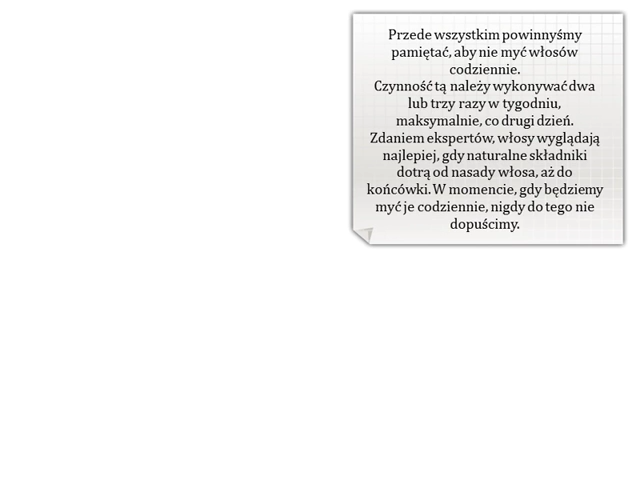 Przede wszystkim powinnyśmy
pamiętać, aby nie myć włosów
codziennie.
Czynność tą należy wykonywać dwa
lub trzy razy w tygodniu,
maksymalnie, co drugi dzień.
Zdaniem ekspertów, włosy wyglądają
najlepiej, gdy naturalne składniki
dotrą od nasady włosa, aż do
końcówki. W momencie, gdy będziemy
myć je codziennie, nigdy do tego nie
dopuścimy.